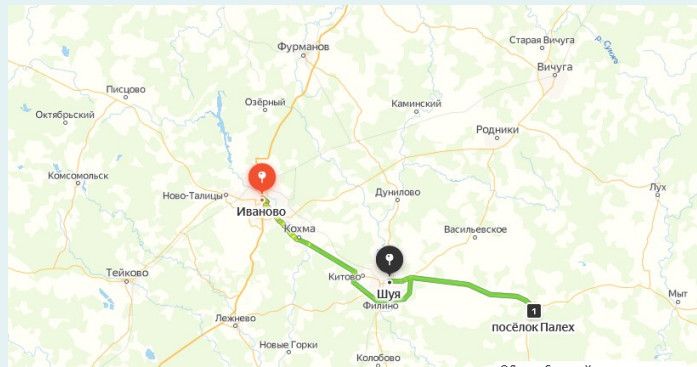 Фурманов
Старая Вичуга
р. Сунжа
Вичуга
Писцово
Озёрный
Каминский
Октябрьский
Родники
Комсомольск
Ново-Талицы
Дунилово
Лух
Иваново
Кохма
Васильевское
Тейково
Китово
Шуя
Мыт
Филино
1
Лежнево
посёлок Палех
Новые Горки
Колобово